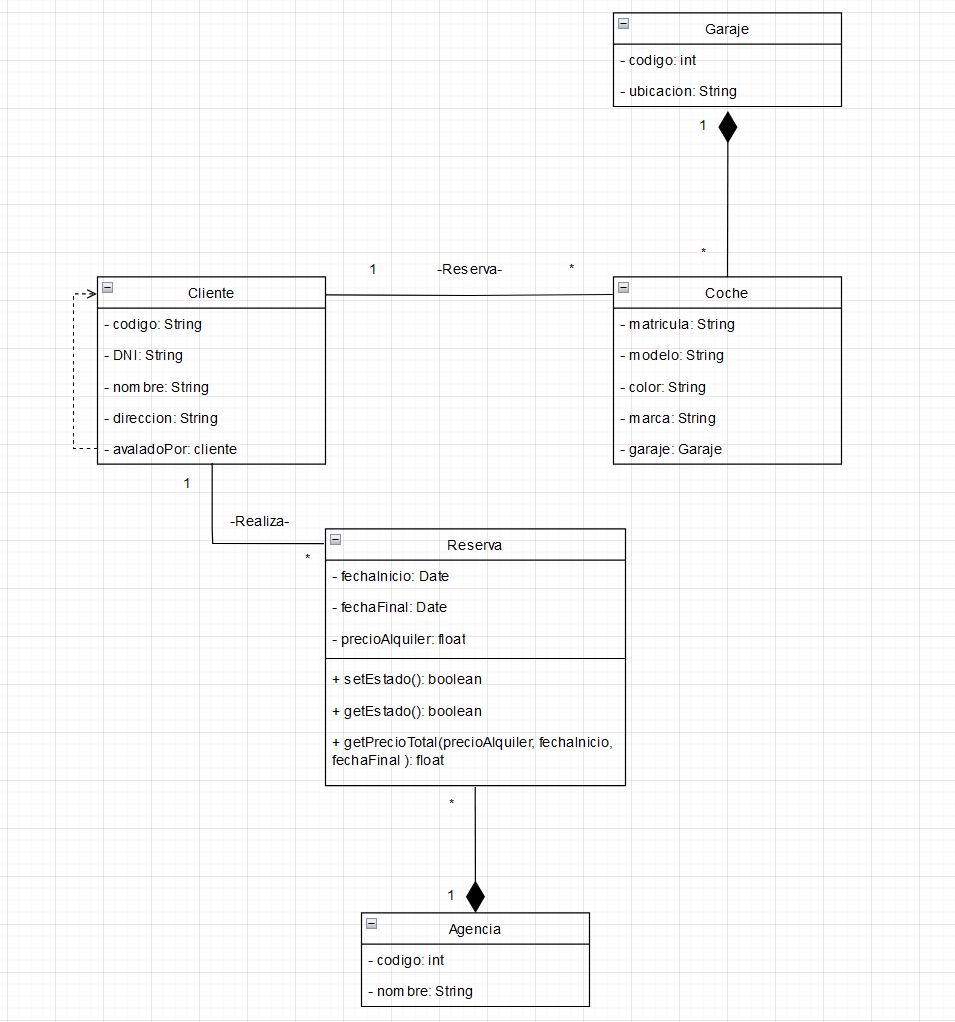 Garaje
- codigo: int
- ubicacion: String
1
*
1
-Reserva-
*
Cliente
- codigo: String
- DNI: String
- nombre: String
- direccion: String
- avaladoPor: cliente
Coche
- matricula: String
- modelo: String
- color: String
- marca: String
- garaje: Garaje
1
-Realiza-
*
Reserva
- fechaInicio: Date
- fechaFinal: Date
- precioAlquiler: float
+ setEstado(): boolean
+ getEstado(): boolean
+ getPrecioTotal(precioAlquiler, fechaInicio,
fechaFinal ): float
*
1
Agencia
- codigo: int
- nombre: String